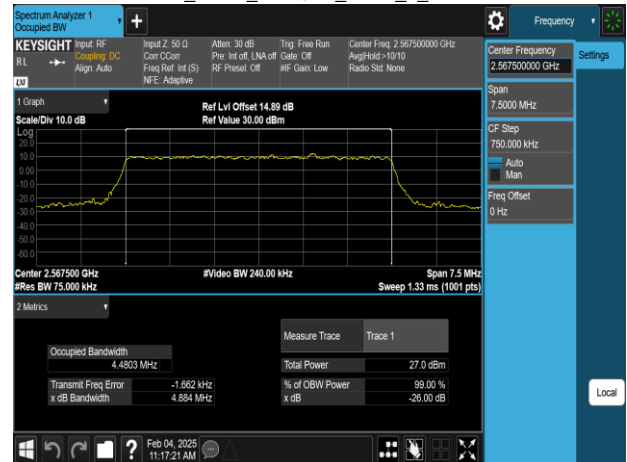 Spectrum Analyzer 1
Occupied BW
Frequency
KEYSIGHT
RL
LXI
Input: RF
Coupling: DC
Align: Auto
Input Z: 50 Ω
Corr CCorr
Freq Ref: Int (S)
NFE: Adaptive
Atten: 30 dB
Pre: Int off, LNA off
RF Presel: Off
Trig: Free Run
Gate: Off
#IF Gain: Low
Center Freq: 2.567500000 GHz
Avg|Hold:>10/10
Radio Std: None
Center Frequency
2.567500000 GHz
Settings
Span
7.5000 MHz
CF Step
750.000 kHz
Auto
Man
Freq Offset
0 Hz
1 Graph
Scale/Div 10.0 dB
Ref Lvl Offset 14.89 dB
Ref Value 30.00 dBm
Log
20.0
10.0
0.00
-10.0
-20.0
-30.0
-40.0
-50.0
-60.0
Center 2.567500 GHz
#Res BW 75.000 kHz
#Video BW 240.00 kHz
Span 7.5 MHz
Sweep 1.33 ms (1001 pts)
2 Metrics
Measure Trace Trace 1
Occupied Bandwidth
4.4803 MHz
Total Power 27.0 dBm
Transmit Freq Error -1.662 kHz
% of OBW Power 99.00 %
x dB Bandwidth 4.884 MHz
x dB -26.00 dB
Local
Feb 04, 2025
11:17:21 AM